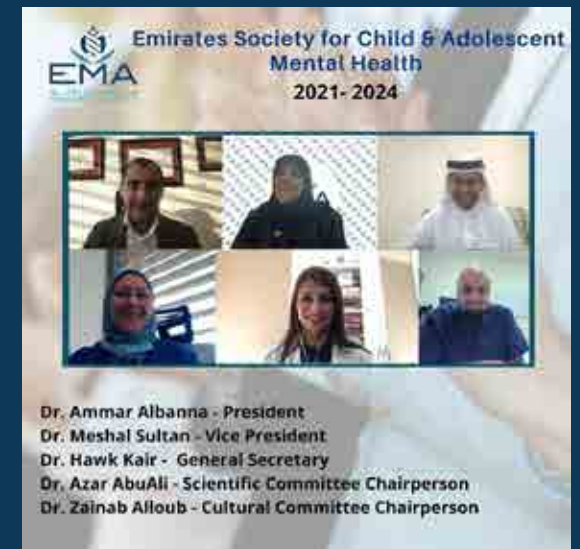 EMA
Emirates Society for Child & Adolescent
Mental Health
2021- 2024
Dr. Ammar Albanna - President
Dr. Meshal Sultan - Vice President
Dr. Hawk Kair - General Secretary
Dr. Azar AbuAli - Scientific Committee Chairperson
Dr. Zainab Alloub - Cultural Committee Chairperson